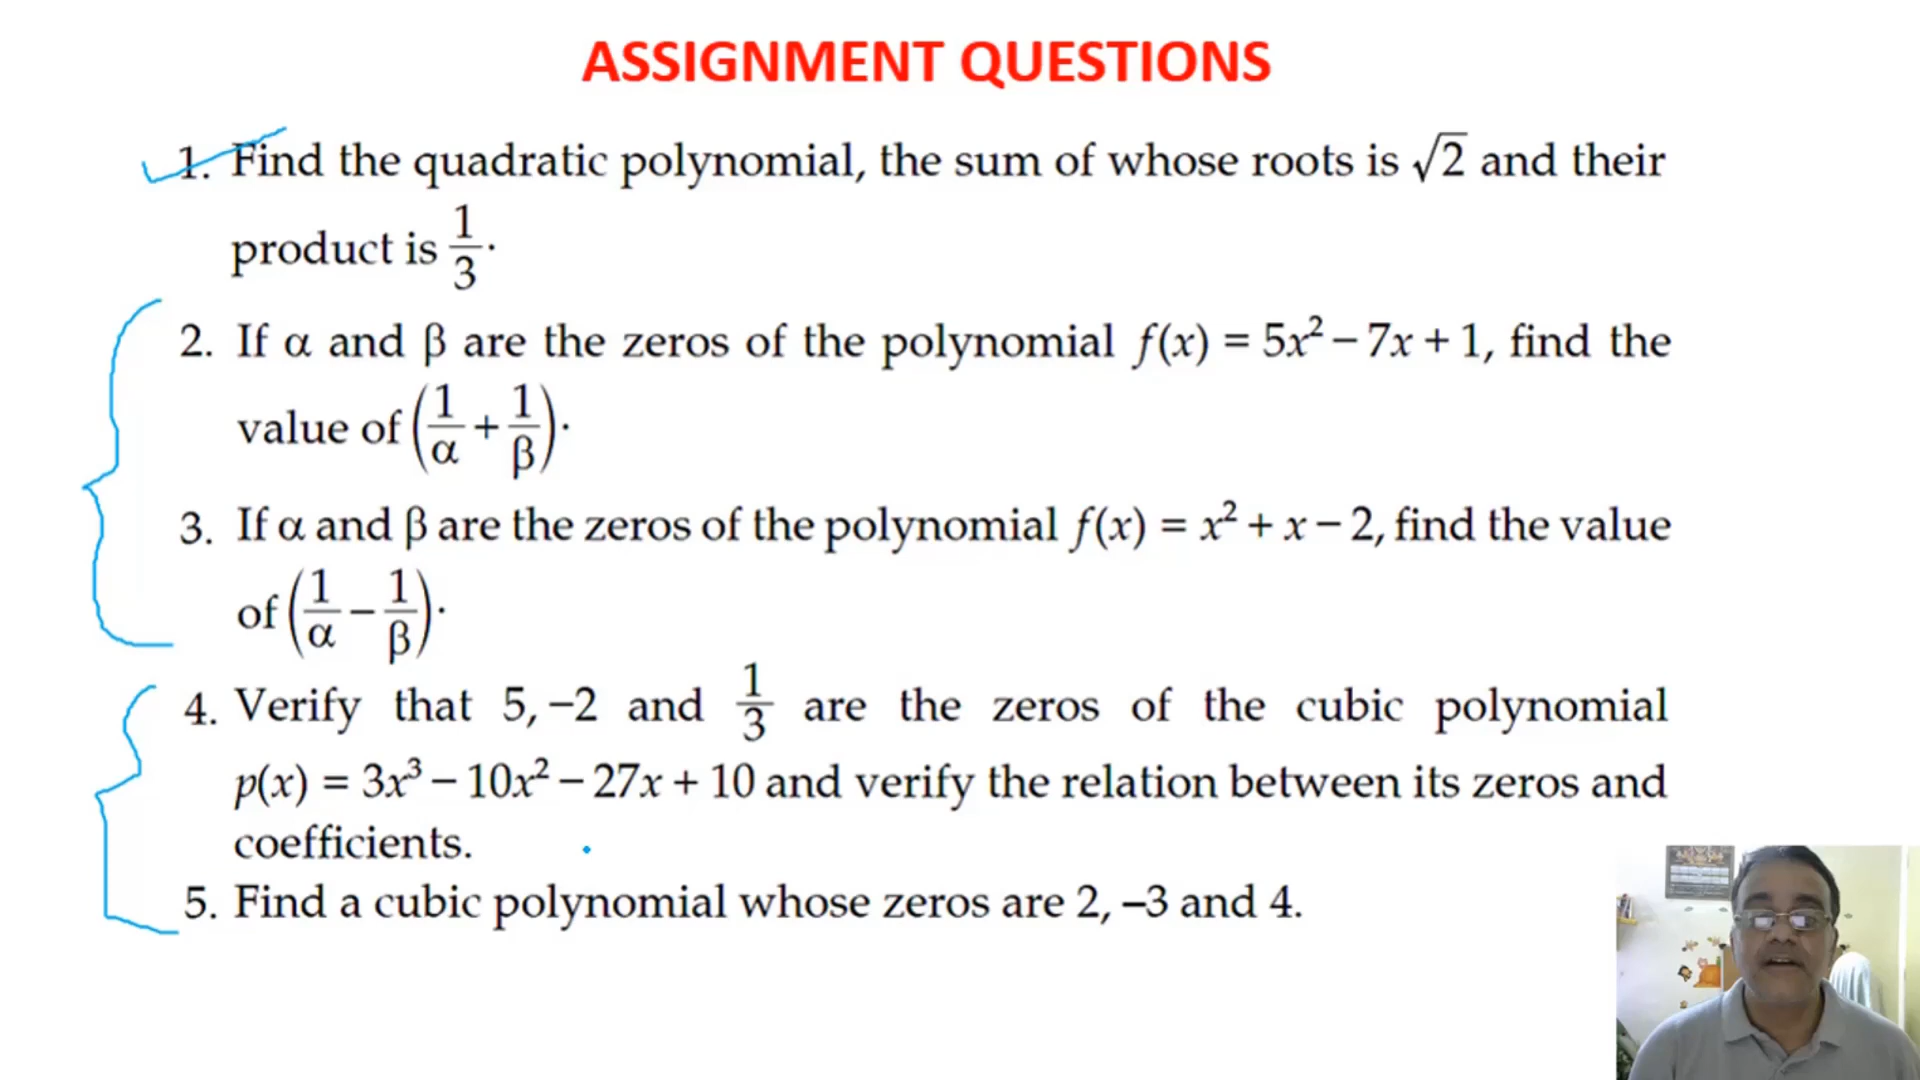 ASSIGNMENT QUESTIONS
1. Find the quadratic polynomial, the sum of whose roots is √2 and their
product is 1/3.
2. If α and β are the zeros of the polynomial f(x) = 5x² – 7x + 1, find the
value of (1/α + 1/β).
3. If α and β are the zeros of the polynomial f(x) = x² + x – 2, find the value
of (1/α – 1/β).
4. Verify that 5, –2 and 1/3 are the zeros of the cubic polynomial
p(x) = 3x³ – 10x² – 27x + 10 and verify the relation between its zeros and
coefficients.
5. Find a cubic polynomial whose zeros are 2, –3 and 4.